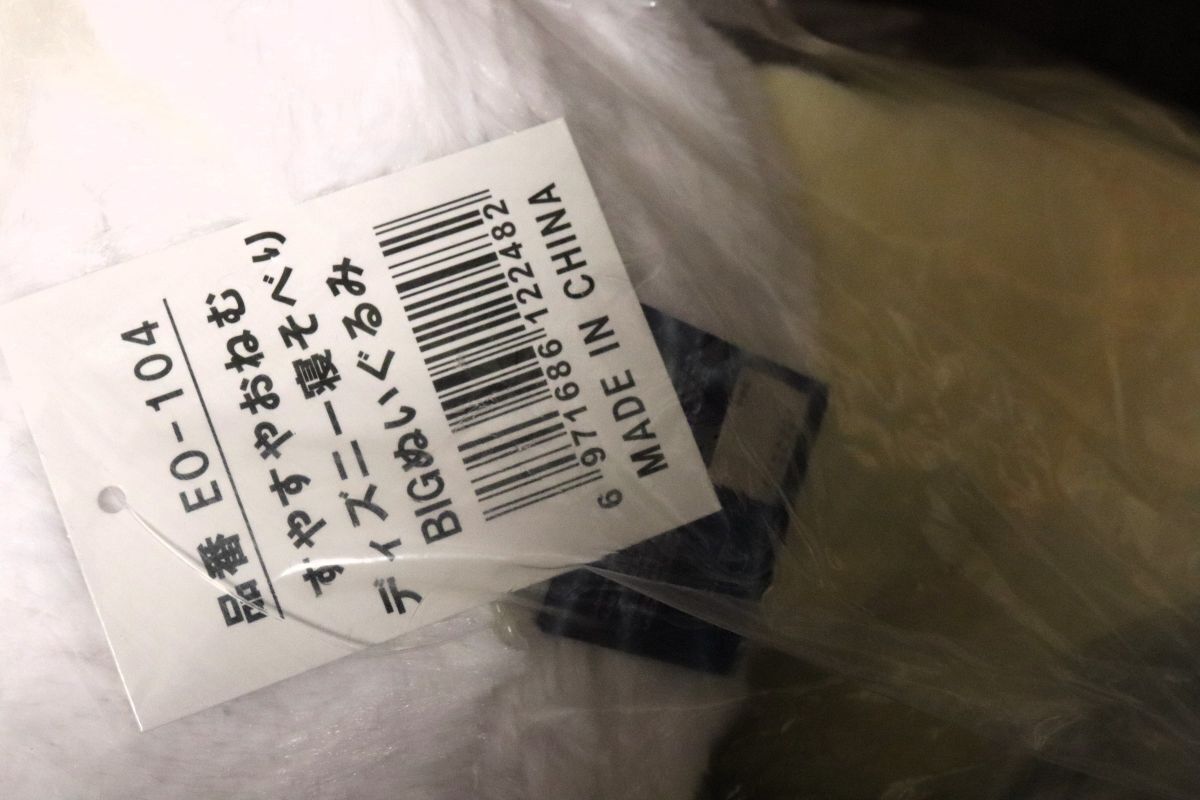 品番 EO-104
すやすやおねむ
ディズニー寝そべり
BIGぬいぐるみ
6 971686 122482
MADE IN CHINA